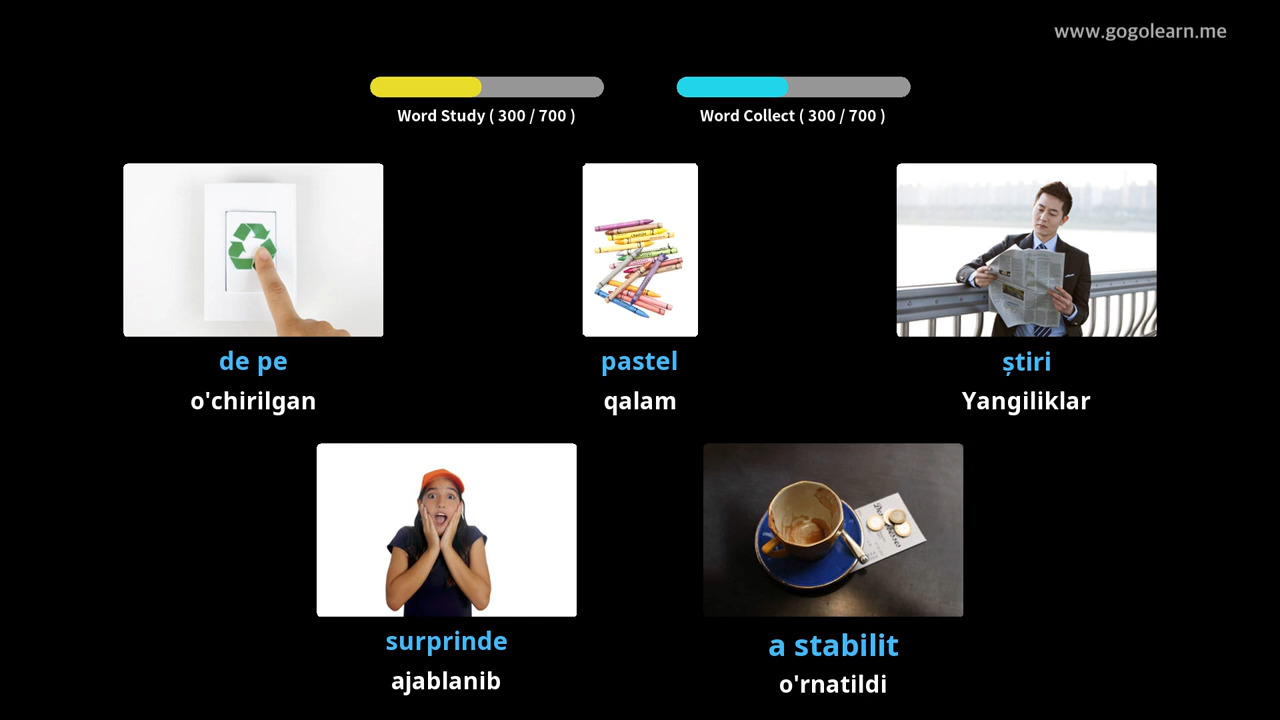 www.gogolearn.me
Word Study ( 300 / 700 )
Word Collect ( 300 / 700 )
de pe
o'chirilgan
pastel
qalam
știri
Yangiliklar
surprinde
ajablanib
a stabilit
o'rnatildi